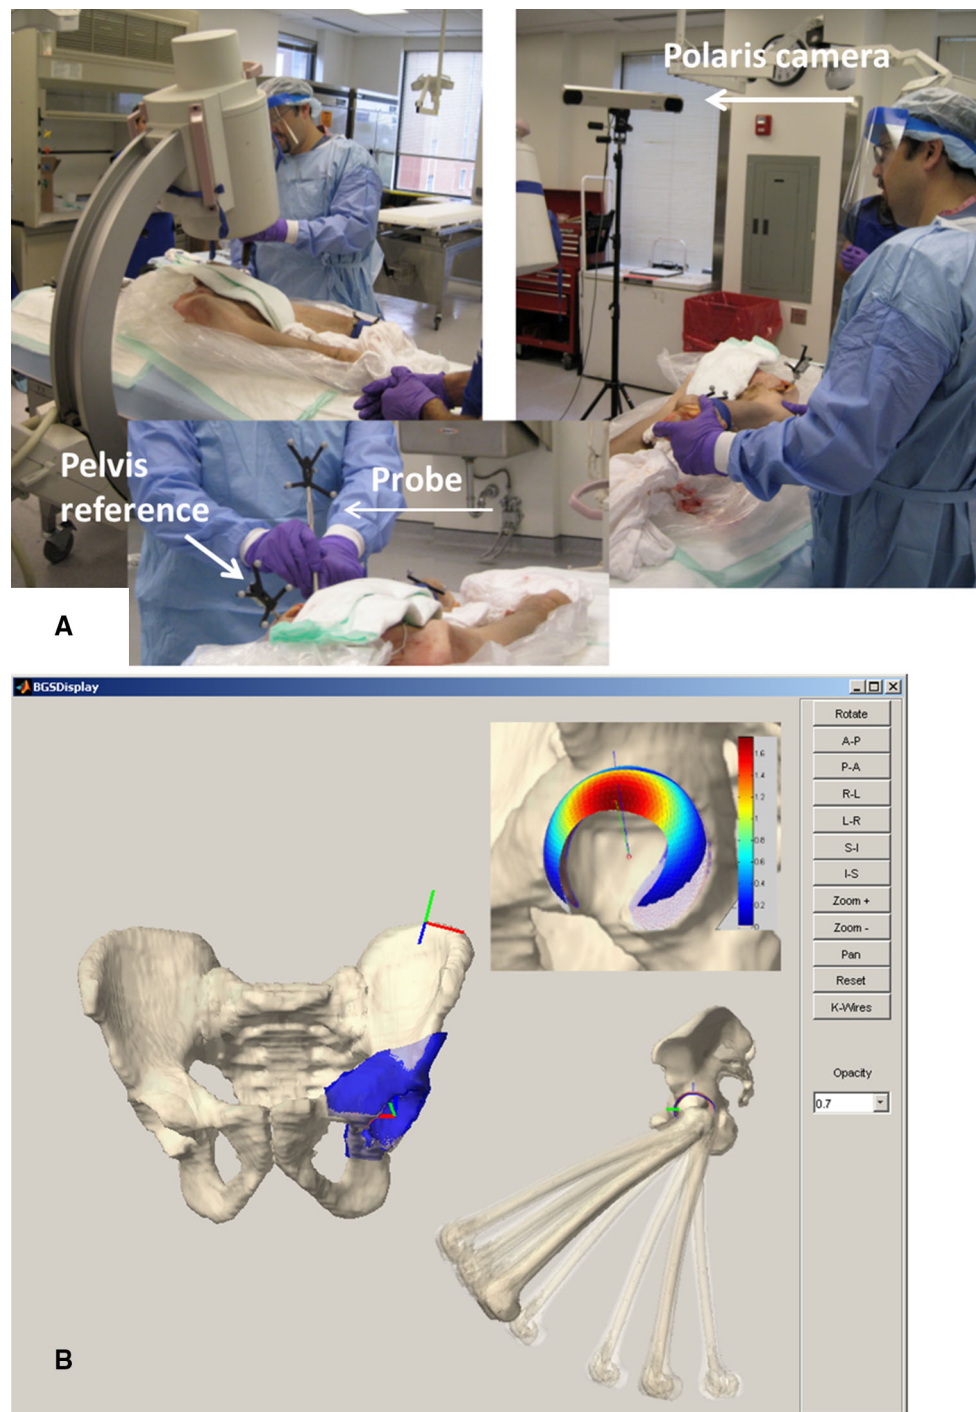 Polaris camera
Pelvis
reference
Probe
A
BGSDisplay
Rotate
A-P
P-A
R-L
L-R
S-I
I-S
Zoom +
Zoom -
Pan
Reset
K-Wires
Opacity
0.7
1.6
1.4
1.2
1
0.8
0.6
0.4
0.2
0
B